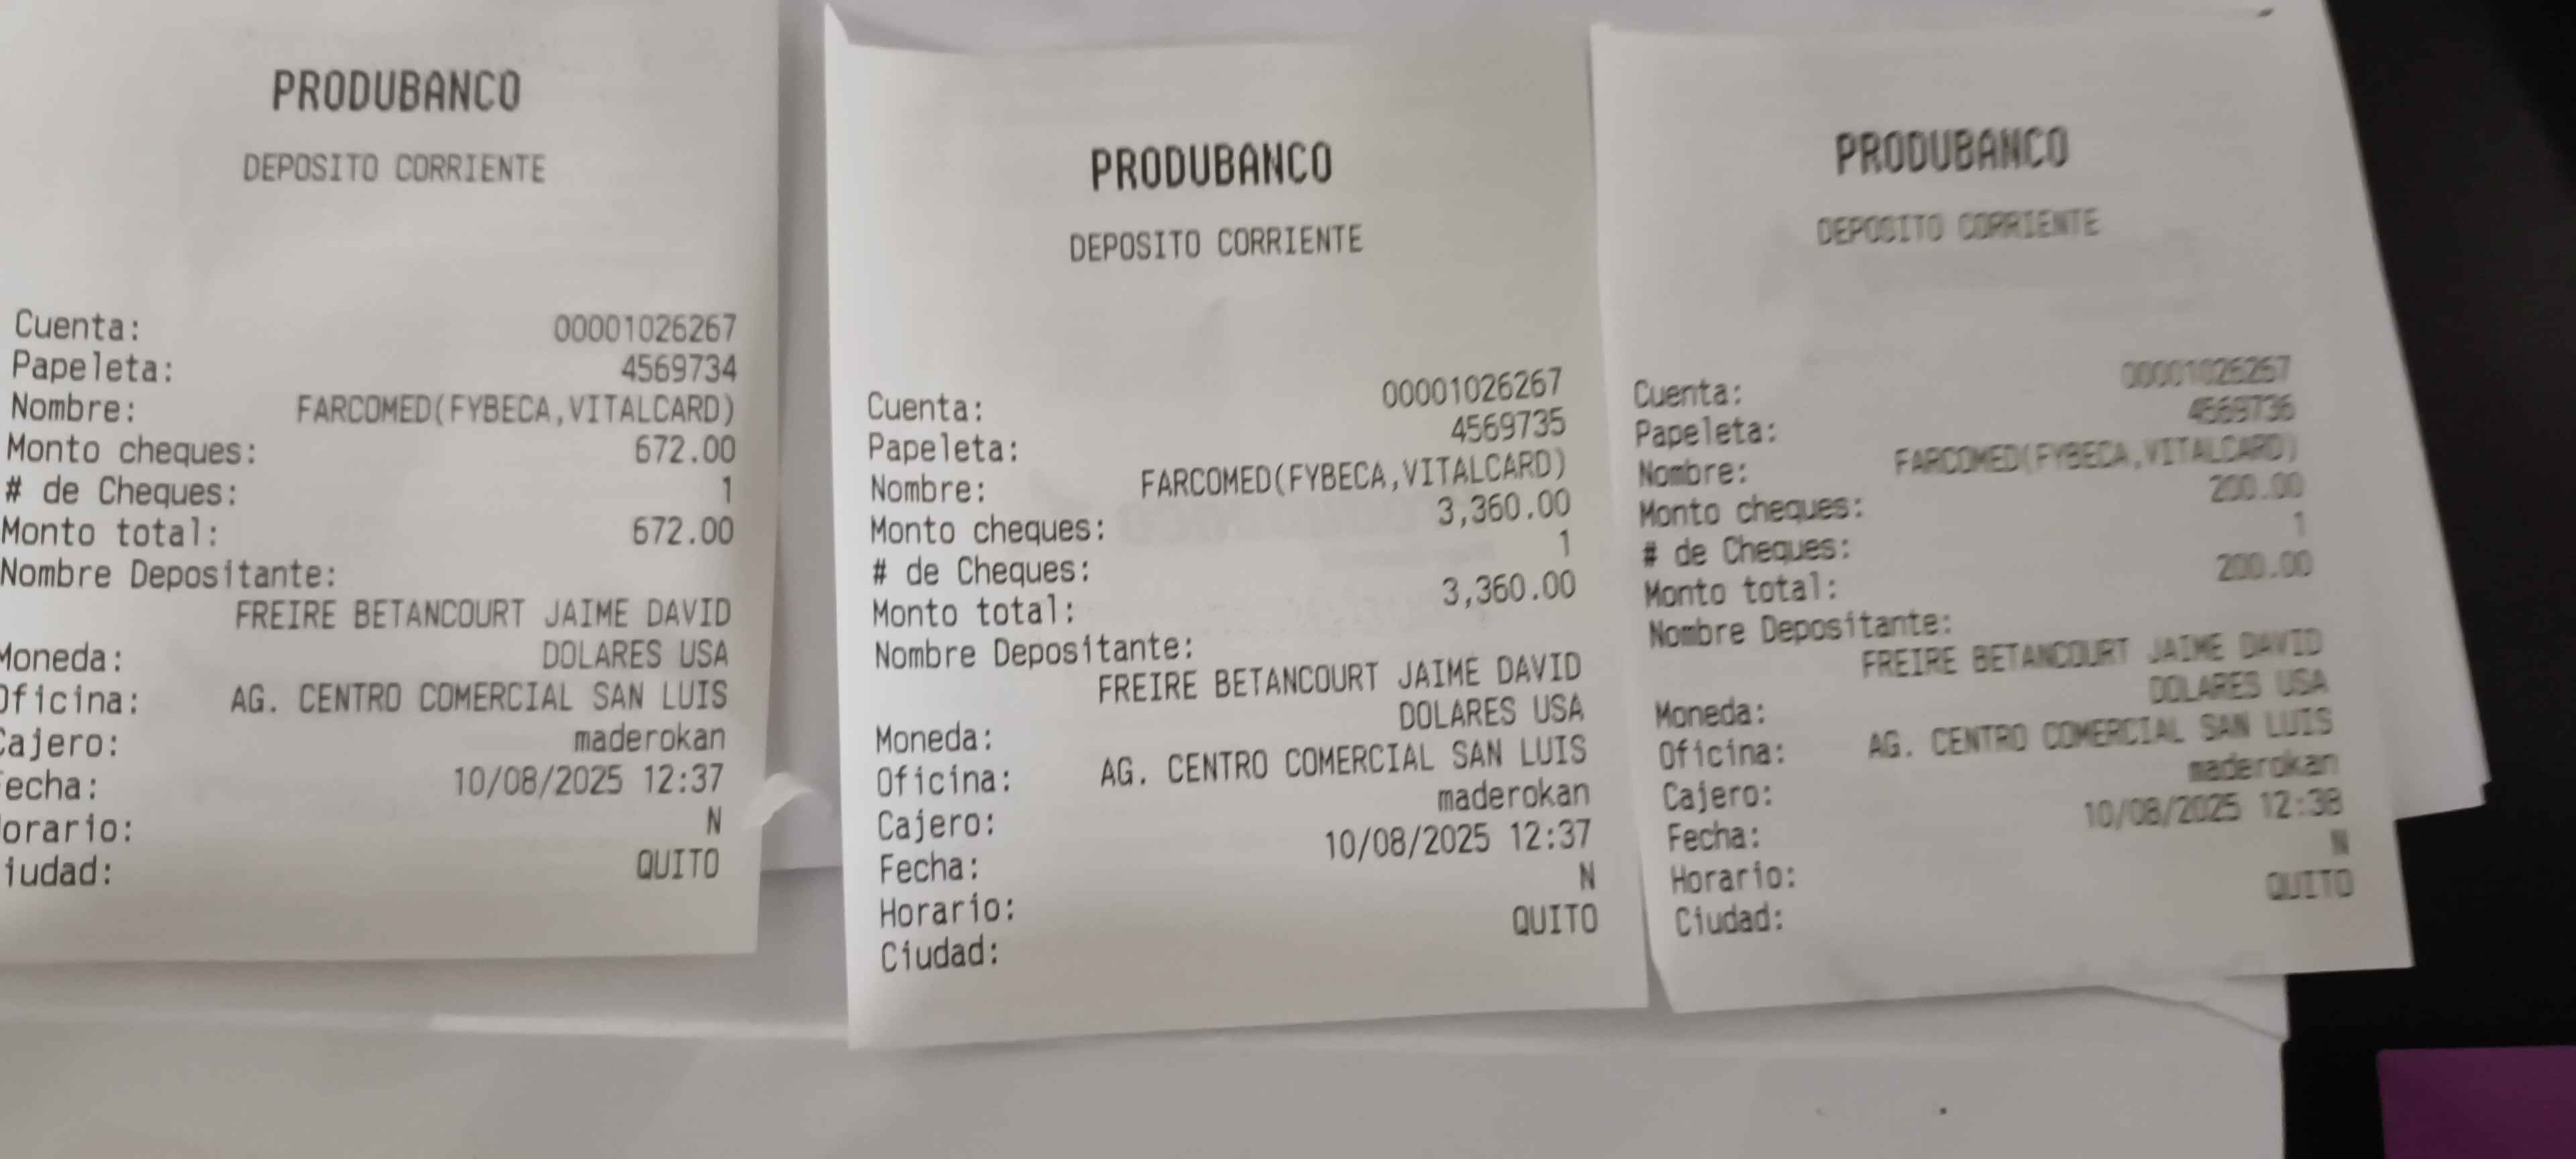 PRODUBANCO
DEPOSITO CORRIENTE
Cuenta: 00001026267
Papeleta: 4569734
Nombre: FARCOMED(FYBECA,VITALCARD)
Monto cheques: 672.00
# de Cheques: 1
Monto total: 672.00
Nombre Depositante:
FREIRE BETANCOURT JAIME DAVID
Moneda: DOLARES USA
Oficina: AG. CENTRO COMERCIAL SAN LUIS
Cajero: maderokan
echa: 10/08/2025 12:37
orario: N
iudad: QUITO
PRODUBANCO
DEPOSITO CORRIENTE
Cuenta: 00001026267
Papeleta: 4569735
Nombre: FARCOMED(FYBECA,VITALCARD)
Monto cheques: 3,360.00
# de Cheques: 1
Monto total: 3,360.00
Nombre Depositante:
FREIRE BETANCOURT JAIME DAVID
Moneda: DOLARES USA
Oficina: AG. CENTRO COMERCIAL SAN LUIS
Cajero: maderokan
Fecha: 10/08/2025 12:37
Horario: N
Ciudad: QUITO
PRODUBANCO
DEPOSITO CORRIENTE
Cuenta: 00001026267
Papeleta: 4569736
Nombre: FARCOMED(FYBECA,VITALCARD)
Monto cheques: 200.00
# de Cheques: 1
Monto total: 200.00
Nombre Depositante:
FREIRE BETANCOURT JAIME DAVID
Moneda: DOLARES USA
Oficina: AG. CENTRO COMERCIAL SAN LUIS
Cajero: maderokan
Fecha: 10/08/2025 12:38
Horario: N
Ciudad: QUITO